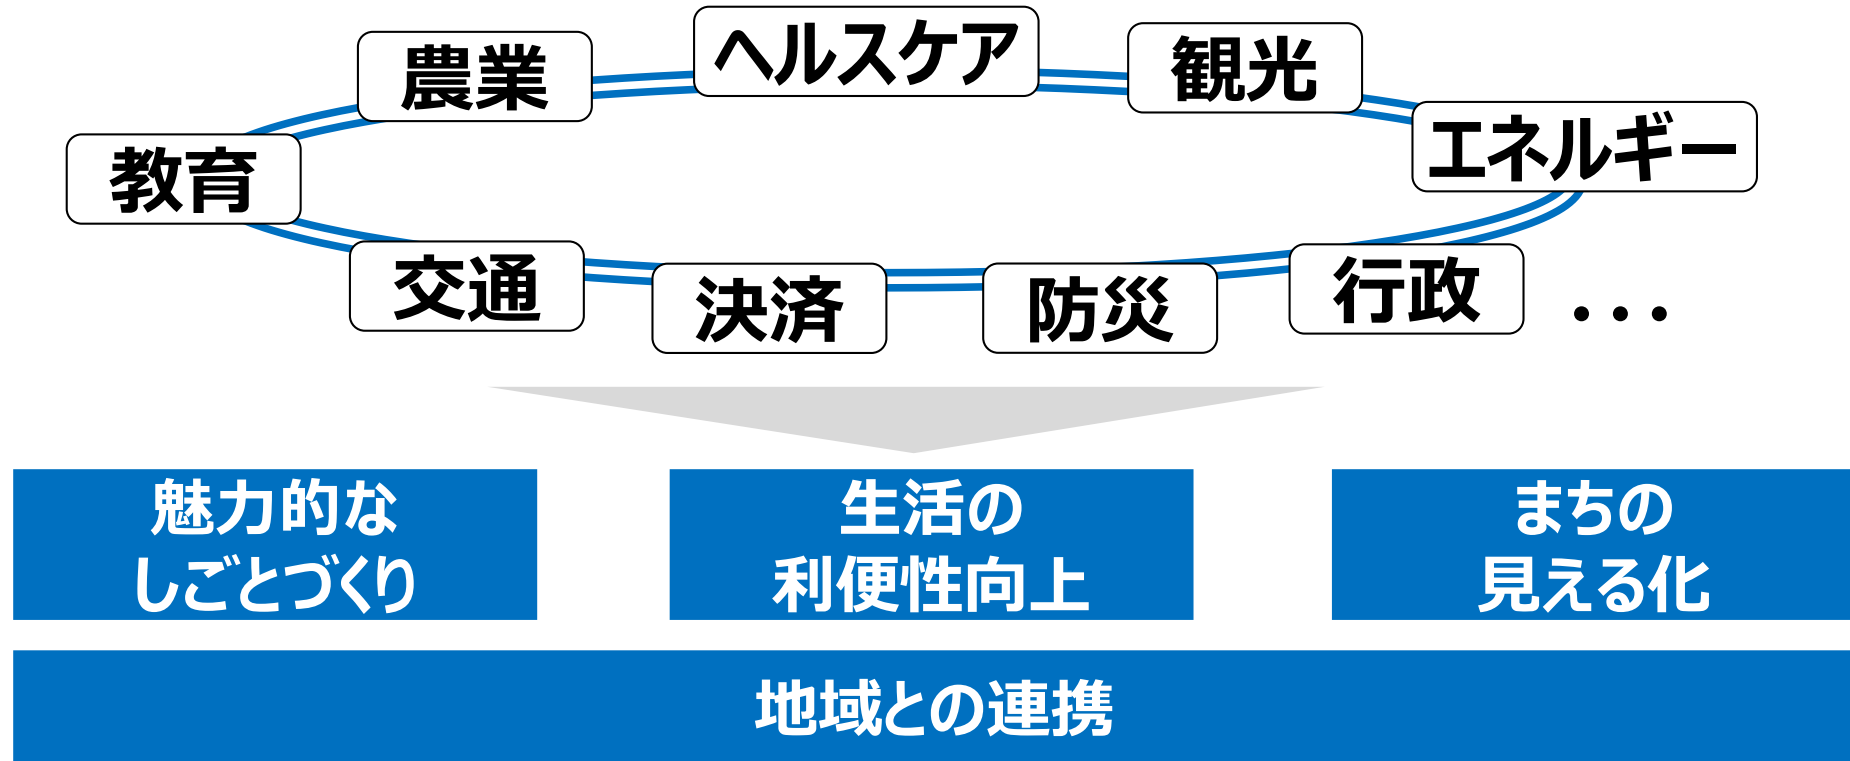 ヘルスケア
農業
観光
エネルギー
教育
交通
決済
防災
行政
...
魅力的な
しごとづくり
生活の
利便性向上
まちの
見える化
地域との連携